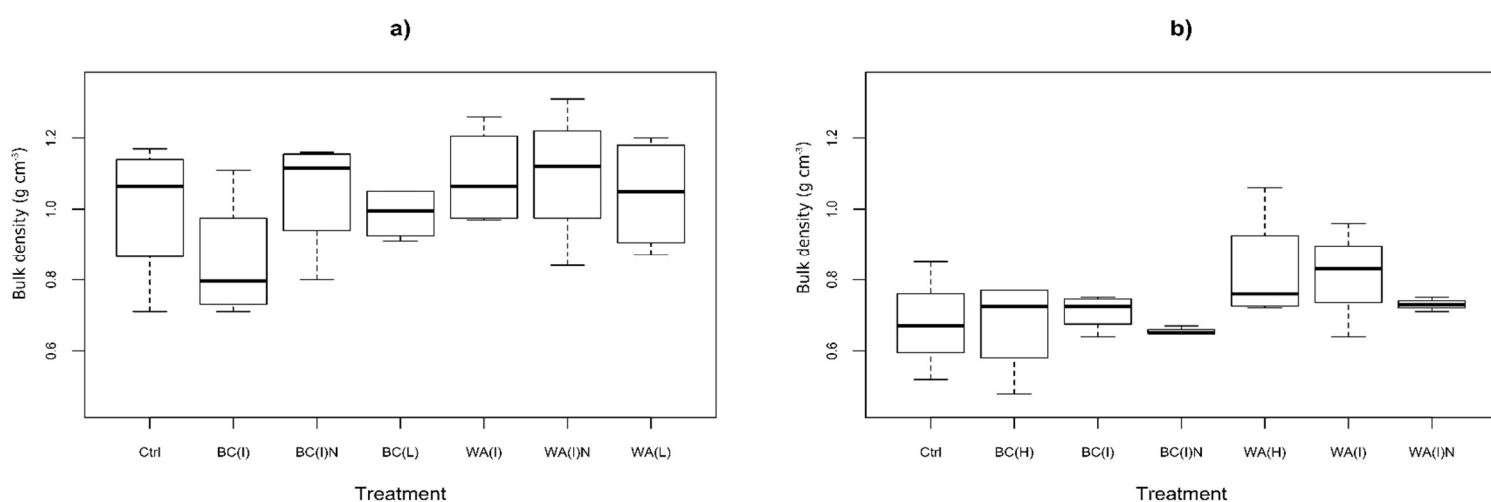 a)
Bulk density (g cm⁻³)
1.2
1.0
0.8
0.6
Ctrl BC(I) BC(I)N BC(L) WA(I) WA(I)N WA(L)
Treatment
b)
Bulk density (g cm⁻³)
1.2
1.0
0.8
0.6
Ctrl BC(H) BC(I) BC(I)N WA(H) WA(I) WA(I)N
Treatment